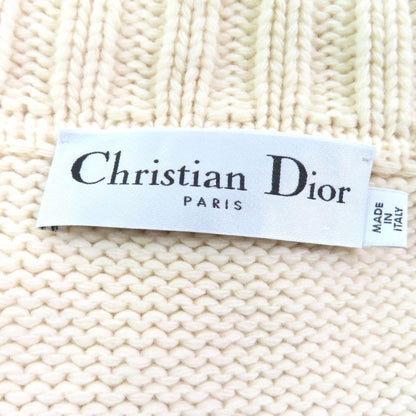 Christian Dior
PARIS
MADE
IN
ITALY